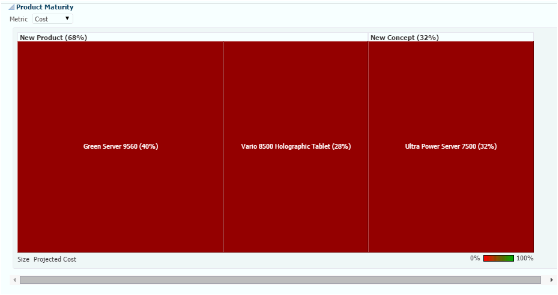 Product Maturity
Metric Cost
New Product (68%) New Concept (32%)
Green Server 9560 (40%) Vario 8500 Holographic Tablet (28%) Ultra Power Server 7500 (32%)
Size Projected Cost 0% 100%